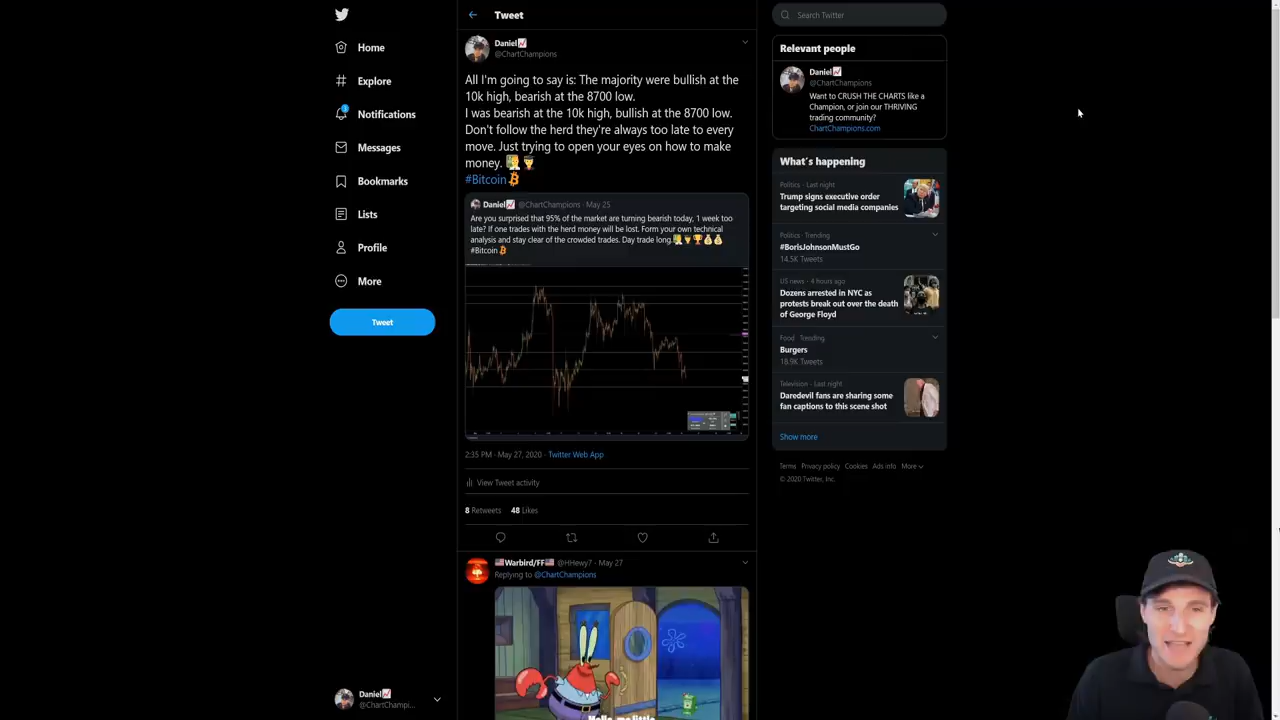 Home
Explore
Notifications
Messages
Bookmarks
Lists
Profile
More
Tweet
Daniel
@ChartChampi...
Tweet
Daniel
@ChartChampions
All I'm going to say is: The majority were bullish at the
10k high, bearish at the 8700 low.
I was bearish at the 10k high, bullish at the 8700 low.
Don't follow the herd they're always too late to every
move. Just trying to open your eyes on how to make
money.
#Bitcoin
Daniel @ChartChampions · May 25
Are you surprised that 95% of the market are turning bearish today, 1 week too
late? If one trades with the herd money will be lost. Form your own technical
analysis and stay clear of the crowded trades. Day trade long.
#Bitcoin
2:35 PM · May 27, 2020 · Twitter Web App
View Tweet activity
8 Retweets 48 Likes
Warbird/FF @HHewy7 · May 27
Replying to @ChartChampions
Hello, me little
Search Twitter
Relevant people
Daniel
@ChartChampions
Want to CRUSH THE CHARTS like a
Champion, or join our THRIVING
trading community?
ChartChampions.com
What's happening
Politics · Last night
Trump signs executive order
targeting social media companies
Politics · Trending
#BorisJohnsonMustGo
14.5K Tweets
US news · 4 hours ago
Dozens arrested in NYC as
protests break out over the death
of George Floyd
Food · Trending
Burgers
18.9K Tweets
Television · Last night
Daredevil fans are sharing some
fan captions to this scene shot
Show more
Terms Privacy policy Cookies Ads info More
© 2020 Twitter, Inc.